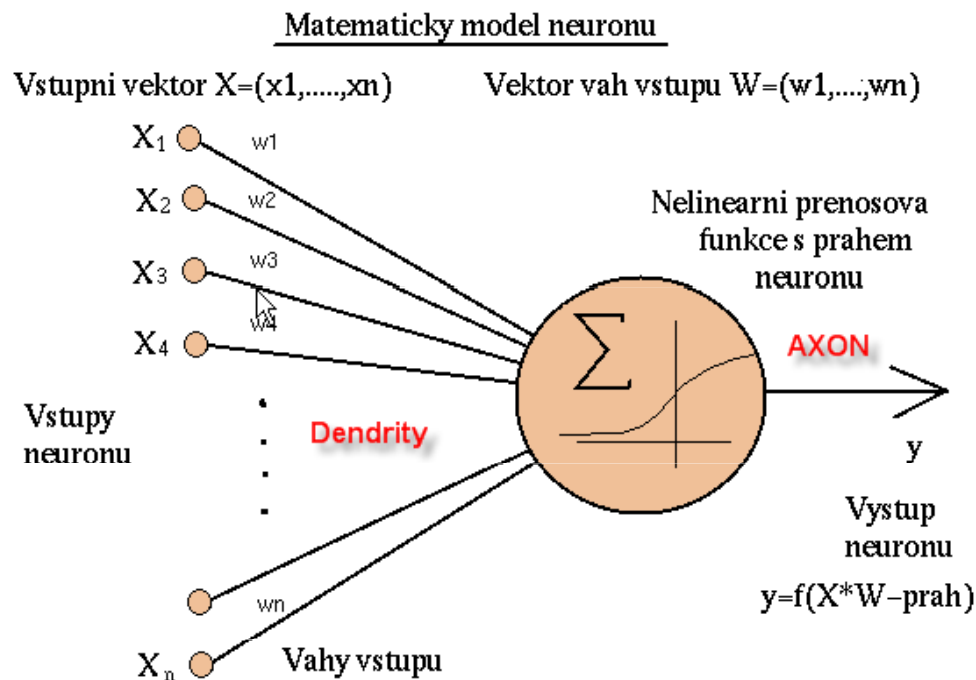 Matematicky model neuronu
Vstupni vektor X=(x1,.....,xn)
Vektor vah vstupu W=(w1,....,wn)
X1
w1
X2
w2
Nelinearni prenosova
funkce s prahem
neuronu
X3
w3
w4
X4
AXON
Vstupy
neuronu
Dendrity
y
Vystup
neuronu
y=f(X*W-prah)
wn
Xn
Vahy vstupu